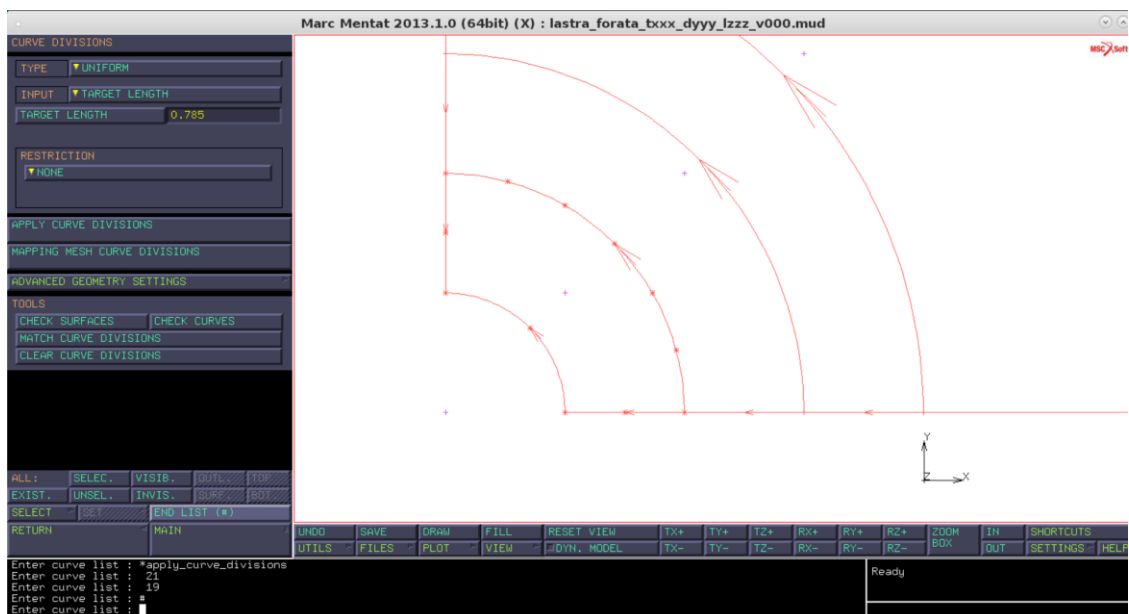 Marc Mentat 2013.1.0 (64bit) (X) : lastra_forata_txxx_dyyy_lzzz_v000.mud
CURVE DIVISIONS
TYPE UNIFORM
INPUT TARGET LENGTH
TARGET LENGTH 0.785
RESTRICTION
NONE
APPLY CURVE DIVISIONS
MAPPING MESH CURVE DIVISIONS
ADVANCED GEOMETRY SETTINGS
TOOLS
CHECK SURFACES CHECK CURVES
MATCH CURVE DIVISIONS
CLEAR CURVE DIVISIONS
MSC Soft
Y
Z X
ALL: SELEC. VISIB. OUTL. TOP
EXIST. UNSEL. INVIS. SURF. BOT.
SELECT SET END LIST (#)
RETURN MAIN
UNDO SAVE DRAW FILL RESET VIEW TX+ TY+ TZ+ RX+ RY+ RZ+ ZOOM BOX IN SHORTCUTS
UTILS FILES PLOT VIEW DYN. MODEL TX- TY- TZ- RX- RY- RZ- OUT SETTINGS HELP
Enter curve list : *apply_curve_divisions
Enter curve list : 21
Enter curve list : 19
Enter curve list : #
Enter curve list :
Ready